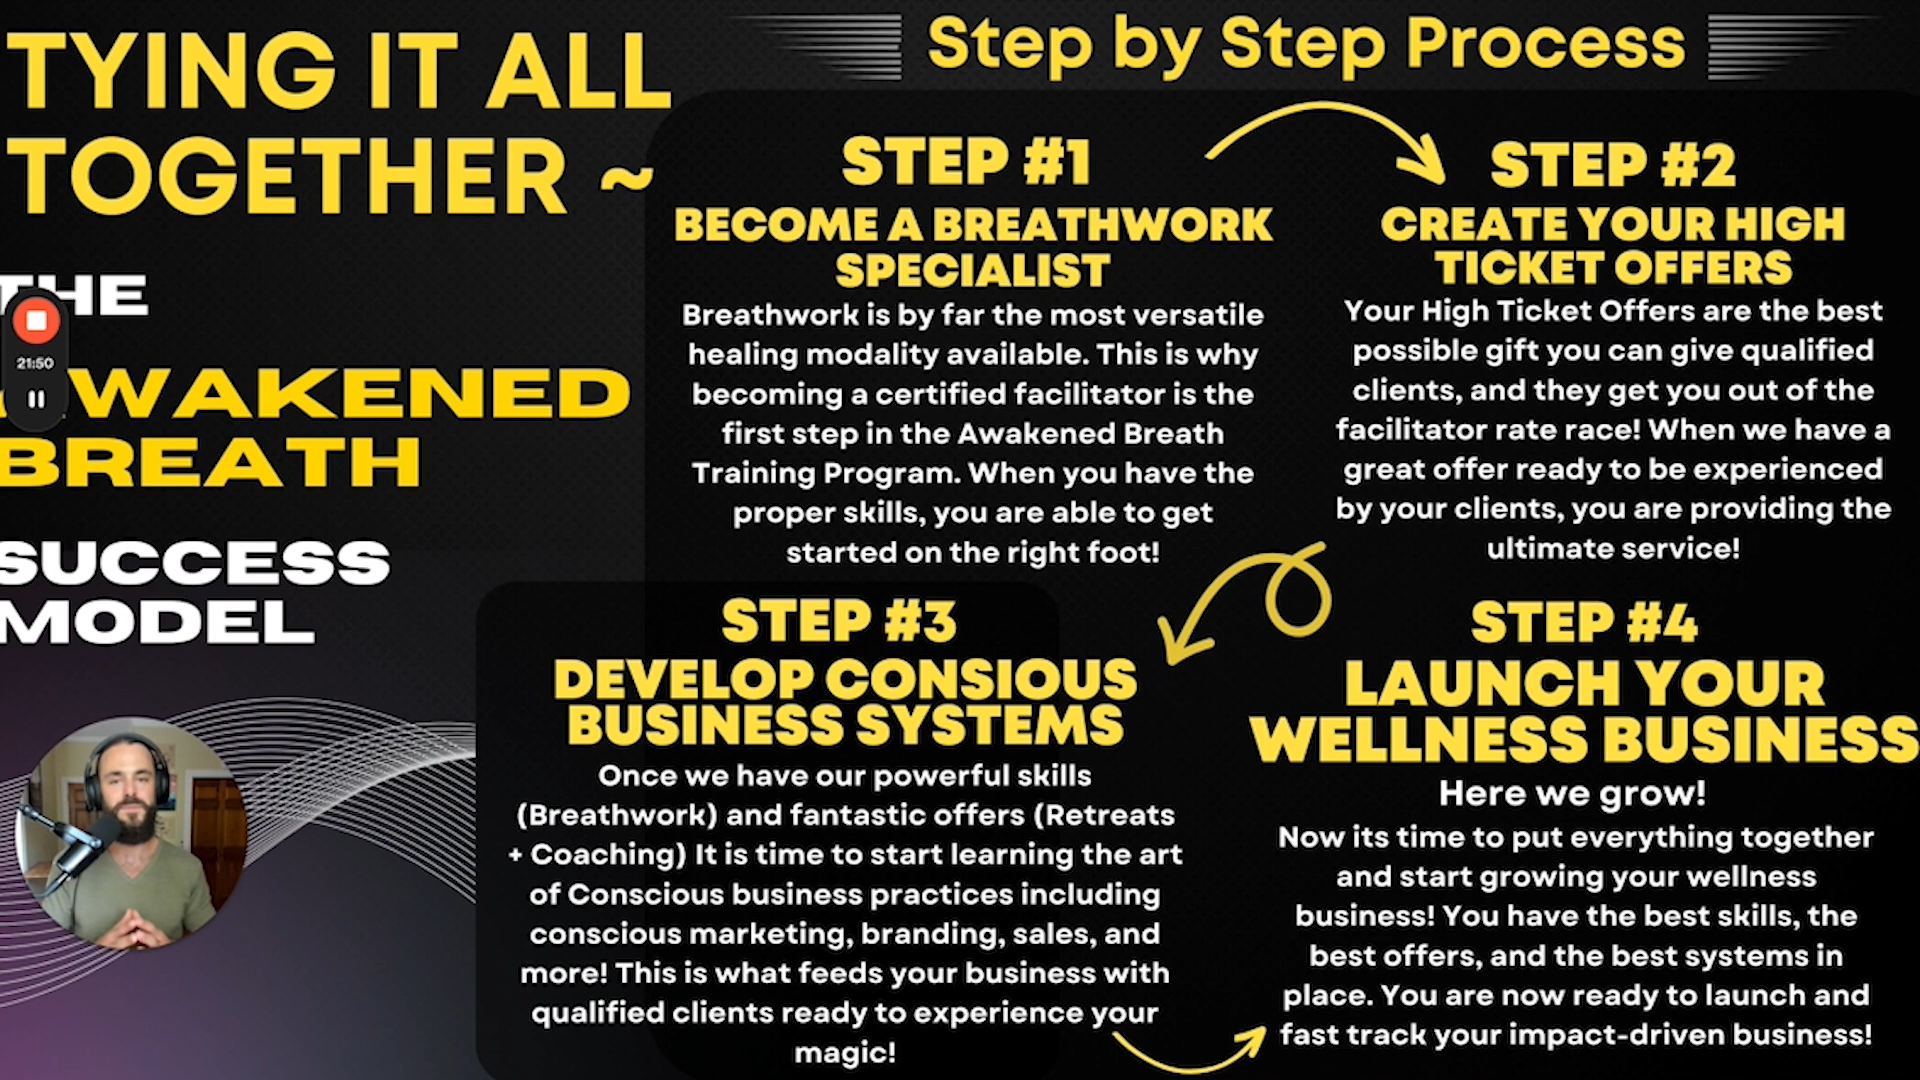 TYING IT ALL
TOGETHER ~
THE
AWAKENED
BREATH
SUCCESS
MODEL
21:50
Step by Step Process
STEP #1
BECOME A BREATHWORK
SPECIALIST
Breathwork is by far the most versatile
healing modality available. This is why
becoming a certified facilitator is the
first step in the Awakened Breath
Training Program. When you have the
proper skills, you are able to get
started on the right foot!
STEP #2
CREATE YOUR HIGH
TICKET OFFERS
Your High Ticket Offers are the best
possible gift you can give qualified
clients, and they get you out of the
facilitator rate race! When we have a
great offer ready to be experienced
by your clients, you are providing the
ultimate service!
STEP #3
DEVELOP CONSIOUS
BUSINESS SYSTEMS
Once we have our powerful skills
(Breathwork) and fantastic offers (Retreats
+ Coaching) It is time to start learning the art
of Conscious business practices including
conscious marketing, branding, sales, and
more! This is what feeds your business with
qualified clients ready to experience your
magic!
STEP #4
LAUNCH YOUR
WELLNESS BUSINESS
Here we grow!
Now its time to put everything together
and start growing your wellness
business! You have the best skills, the
best offers, and the best systems in
place. You are now ready to launch and
fast track your impact-driven business!